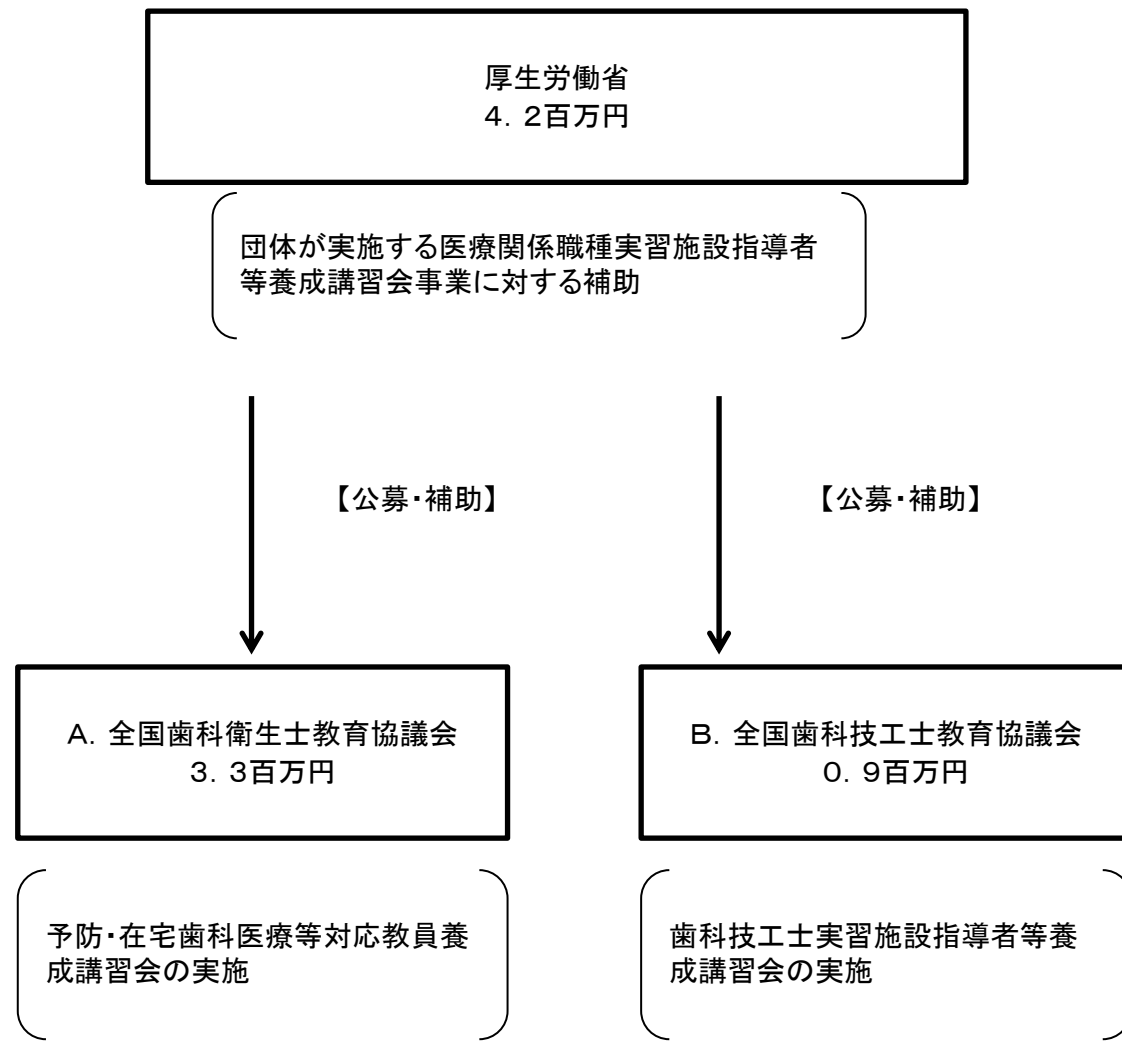 厚生労働省
４．２百万円
団体が実施する医療関係職種実習施設指導者
等養成講習会事業に対する補助
【公募・補助】
【公募・補助】
Ａ．全国歯科衛生士教育協議会
３．３百万円
Ｂ．全国歯科技工士教育協議会
０．９百万円
予防・在宅歯科医療等対応教員養
成講習会の実施
歯科技工士実習施設指導者等養
成講習会の実施